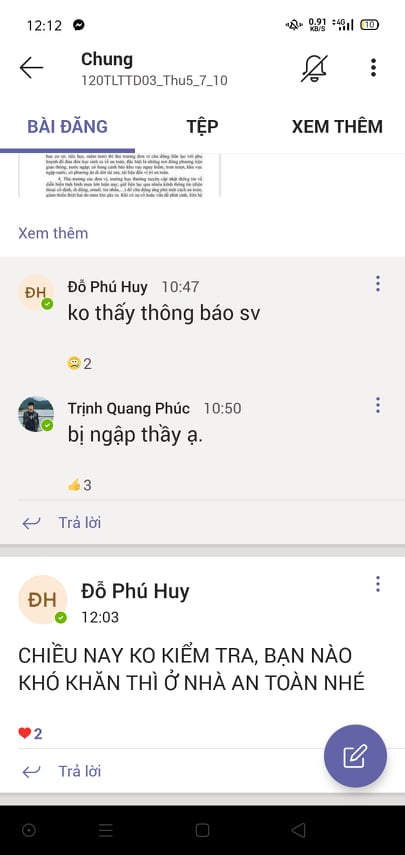 12:12
0.91 KB/S
4G
10
Chung
120TLTTD03_Thu5_7_10
BÀI ĐĂNG
TỆP
XEM THÊM
Xem thêm
ĐH
Đỗ Phú Huy
10:47
ko thấy thông báo sv
2
Trịnh Quang Phúc
10:50
bị ngập thầy ạ.
3
Trả lời
ĐH
Đỗ Phú Huy
12:03
CHIỀU NAY KO KIỂM TRA, BẠN NÀO
KHÓ KHĂN THÌ Ở NHÀ AN TOÀN NHÉ
2
Trả lời